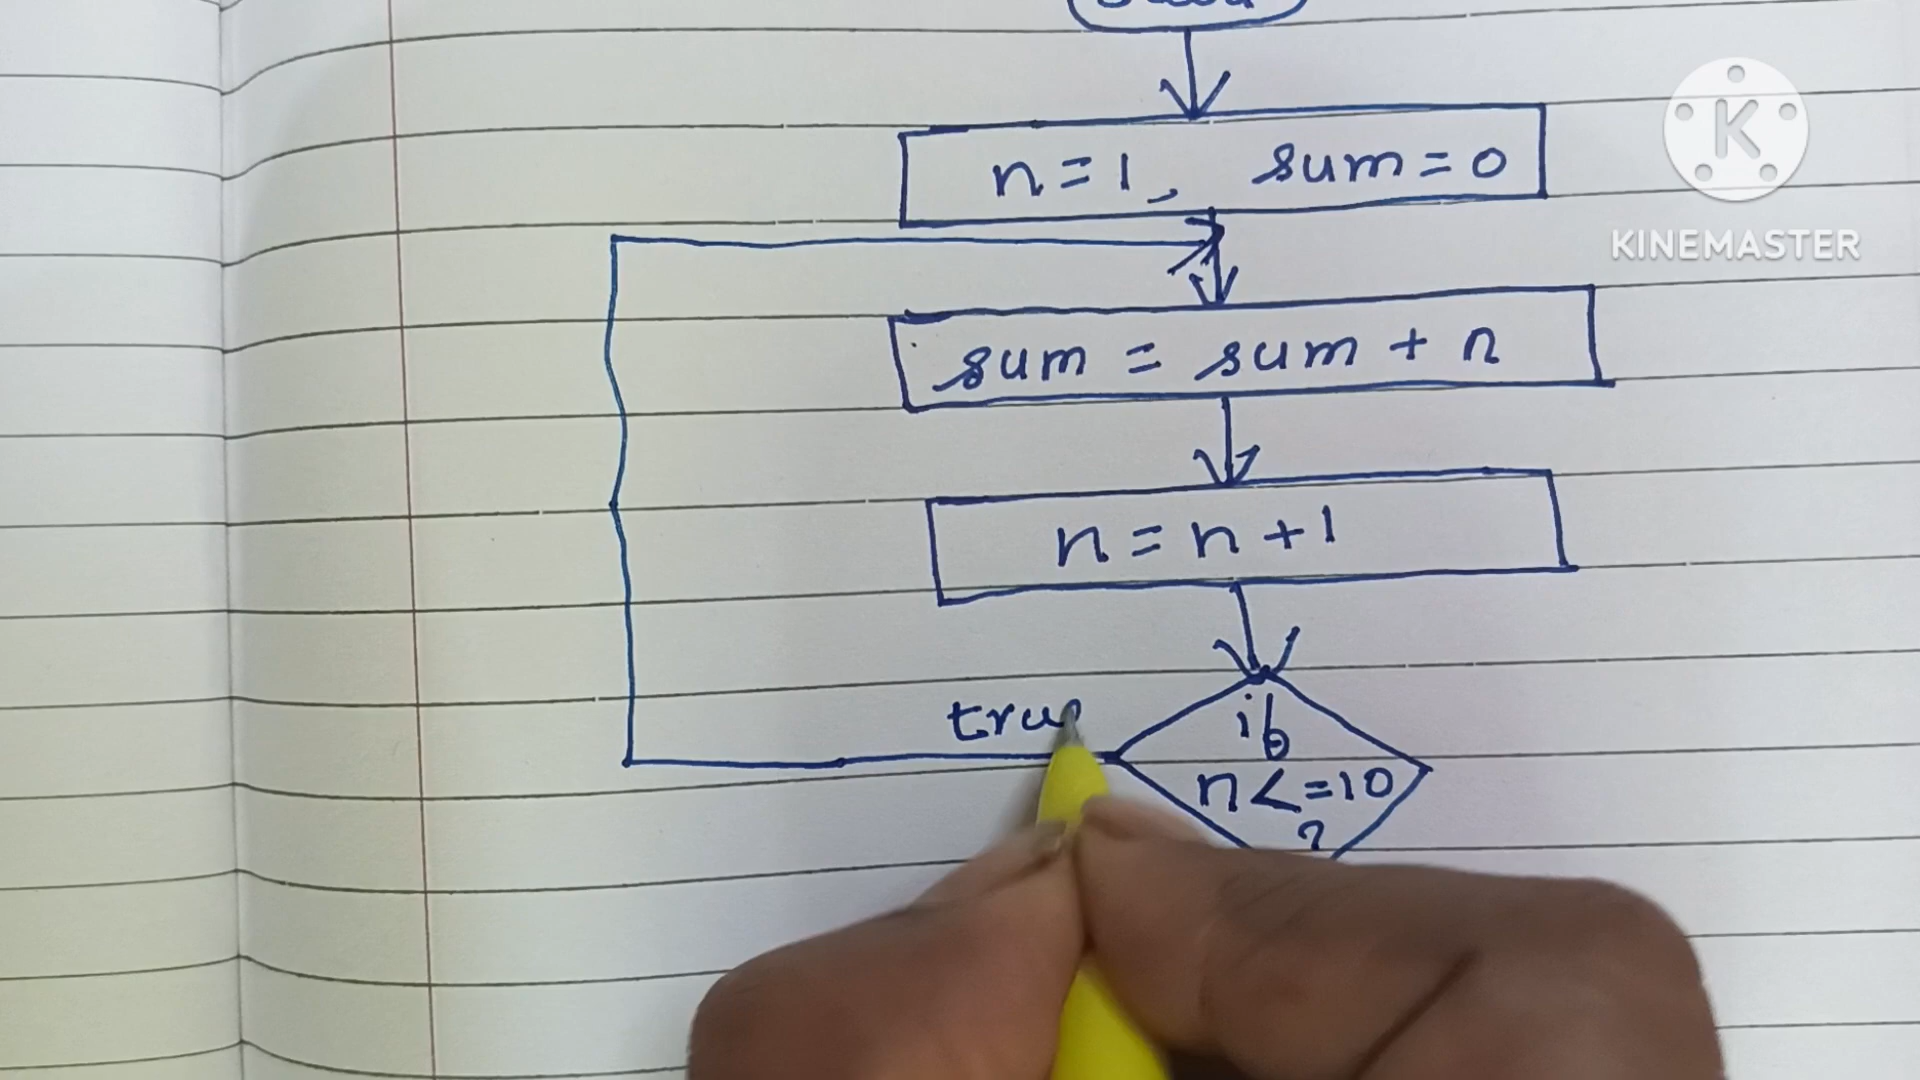 n=1, sum=0
KINEMASTER
sum = sum + n
n=n+1
true
if
n<=10
?